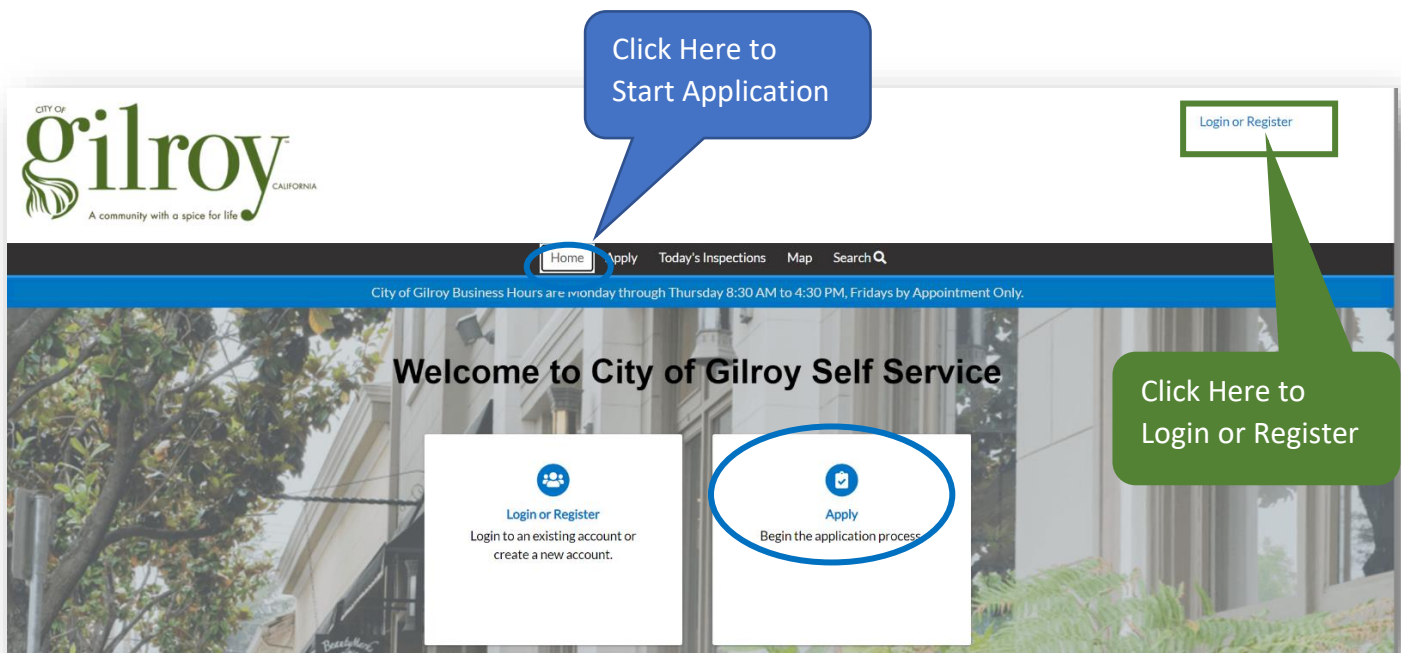 Click Here to
Start Application
CITY OF
gilroy
CALIFORNIA
A community with a spice for life
Login or Register
Home Apply Today's Inspections Map Search
City of Gilroy Business Hours are Monday through Thursday 8:30 AM to 4:30 PM, Fridays by Appointment Only.
Welcome to City of Gilroy Self Service
Click Here to
Login or Register
Login or Register
Login to an existing account or
create a new account.
Apply
Begin the application process
BeautyMark